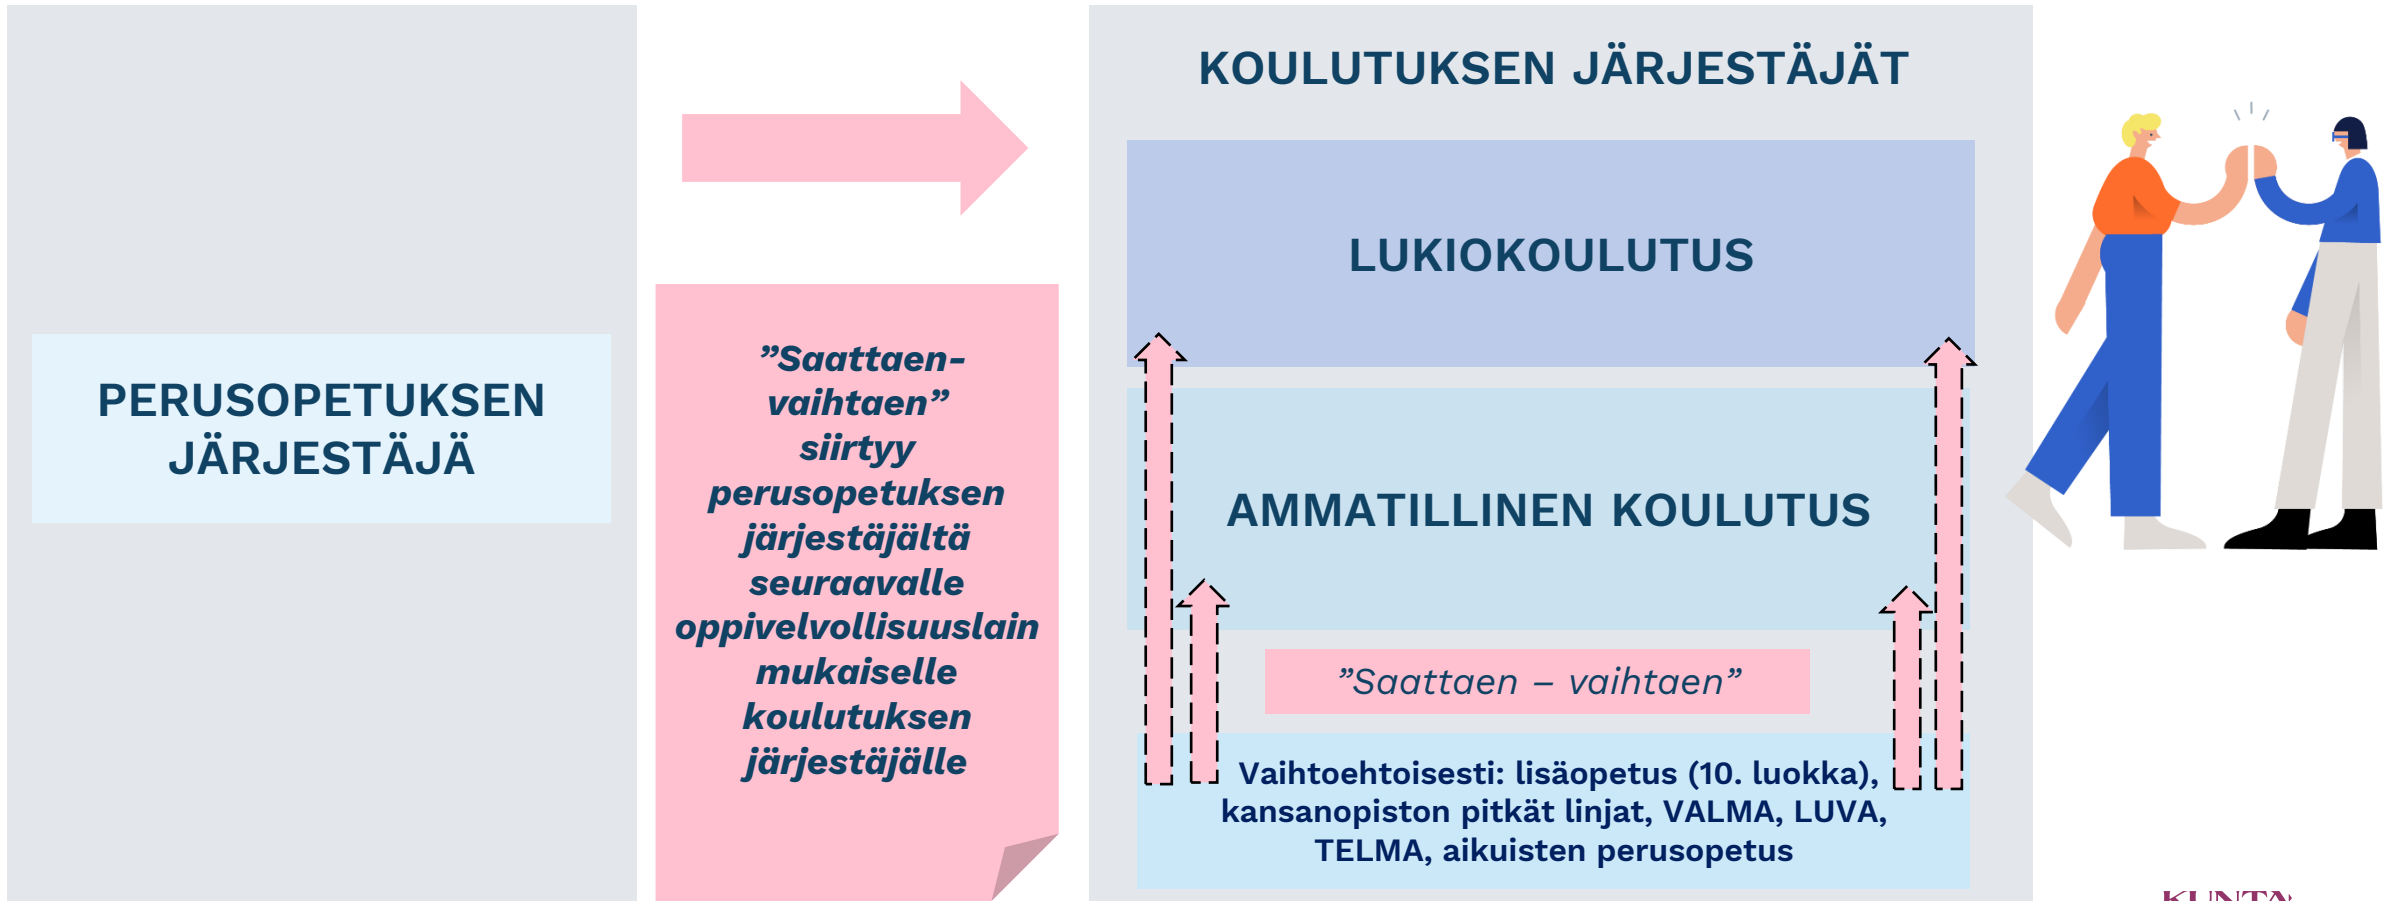 PERUSOPETUKSEN
JÄRJESTÄJÄ
”Saattaen-
vaihtaen”
siirtyy
perusopetuksen
järjestäjältä
seuraavalle
oppivelvollisuuslain
mukaiselle
koulutuksen
järjestäjälle
KOULUTUKSEN JÄRJESTÄJÄT
LUKIOKOULUTUS
AMMATILLINEN KOULUTUS
”Saattaen – vaihtaen”
Vaihtoehtoisesti: lisäopetus (10. luokka),
kansanopiston pitkät linjat, VALMA, LUVA,
TELMA, aikuisten perusopetus